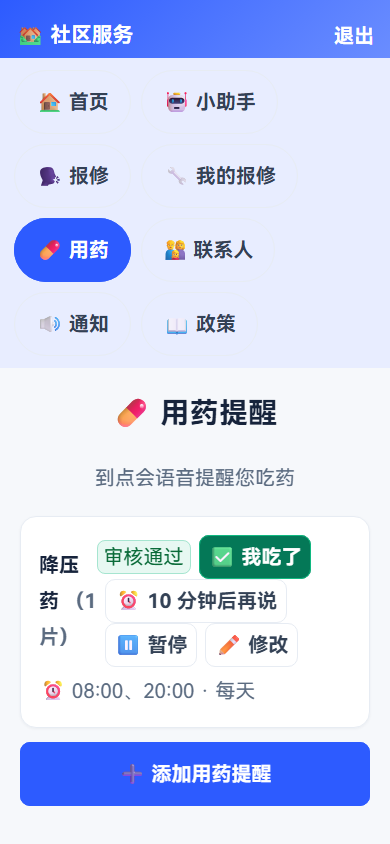 社区服务
退出
首页
小助手
报修
我的报修
用药
联系人
通知
政策
用药提醒
到点会语音提醒您吃药
降压药 (1片)
审核通过
我吃了
10 分钟后再说
暂停
修改
08:00、20:00 · 每天
添加用药提醒